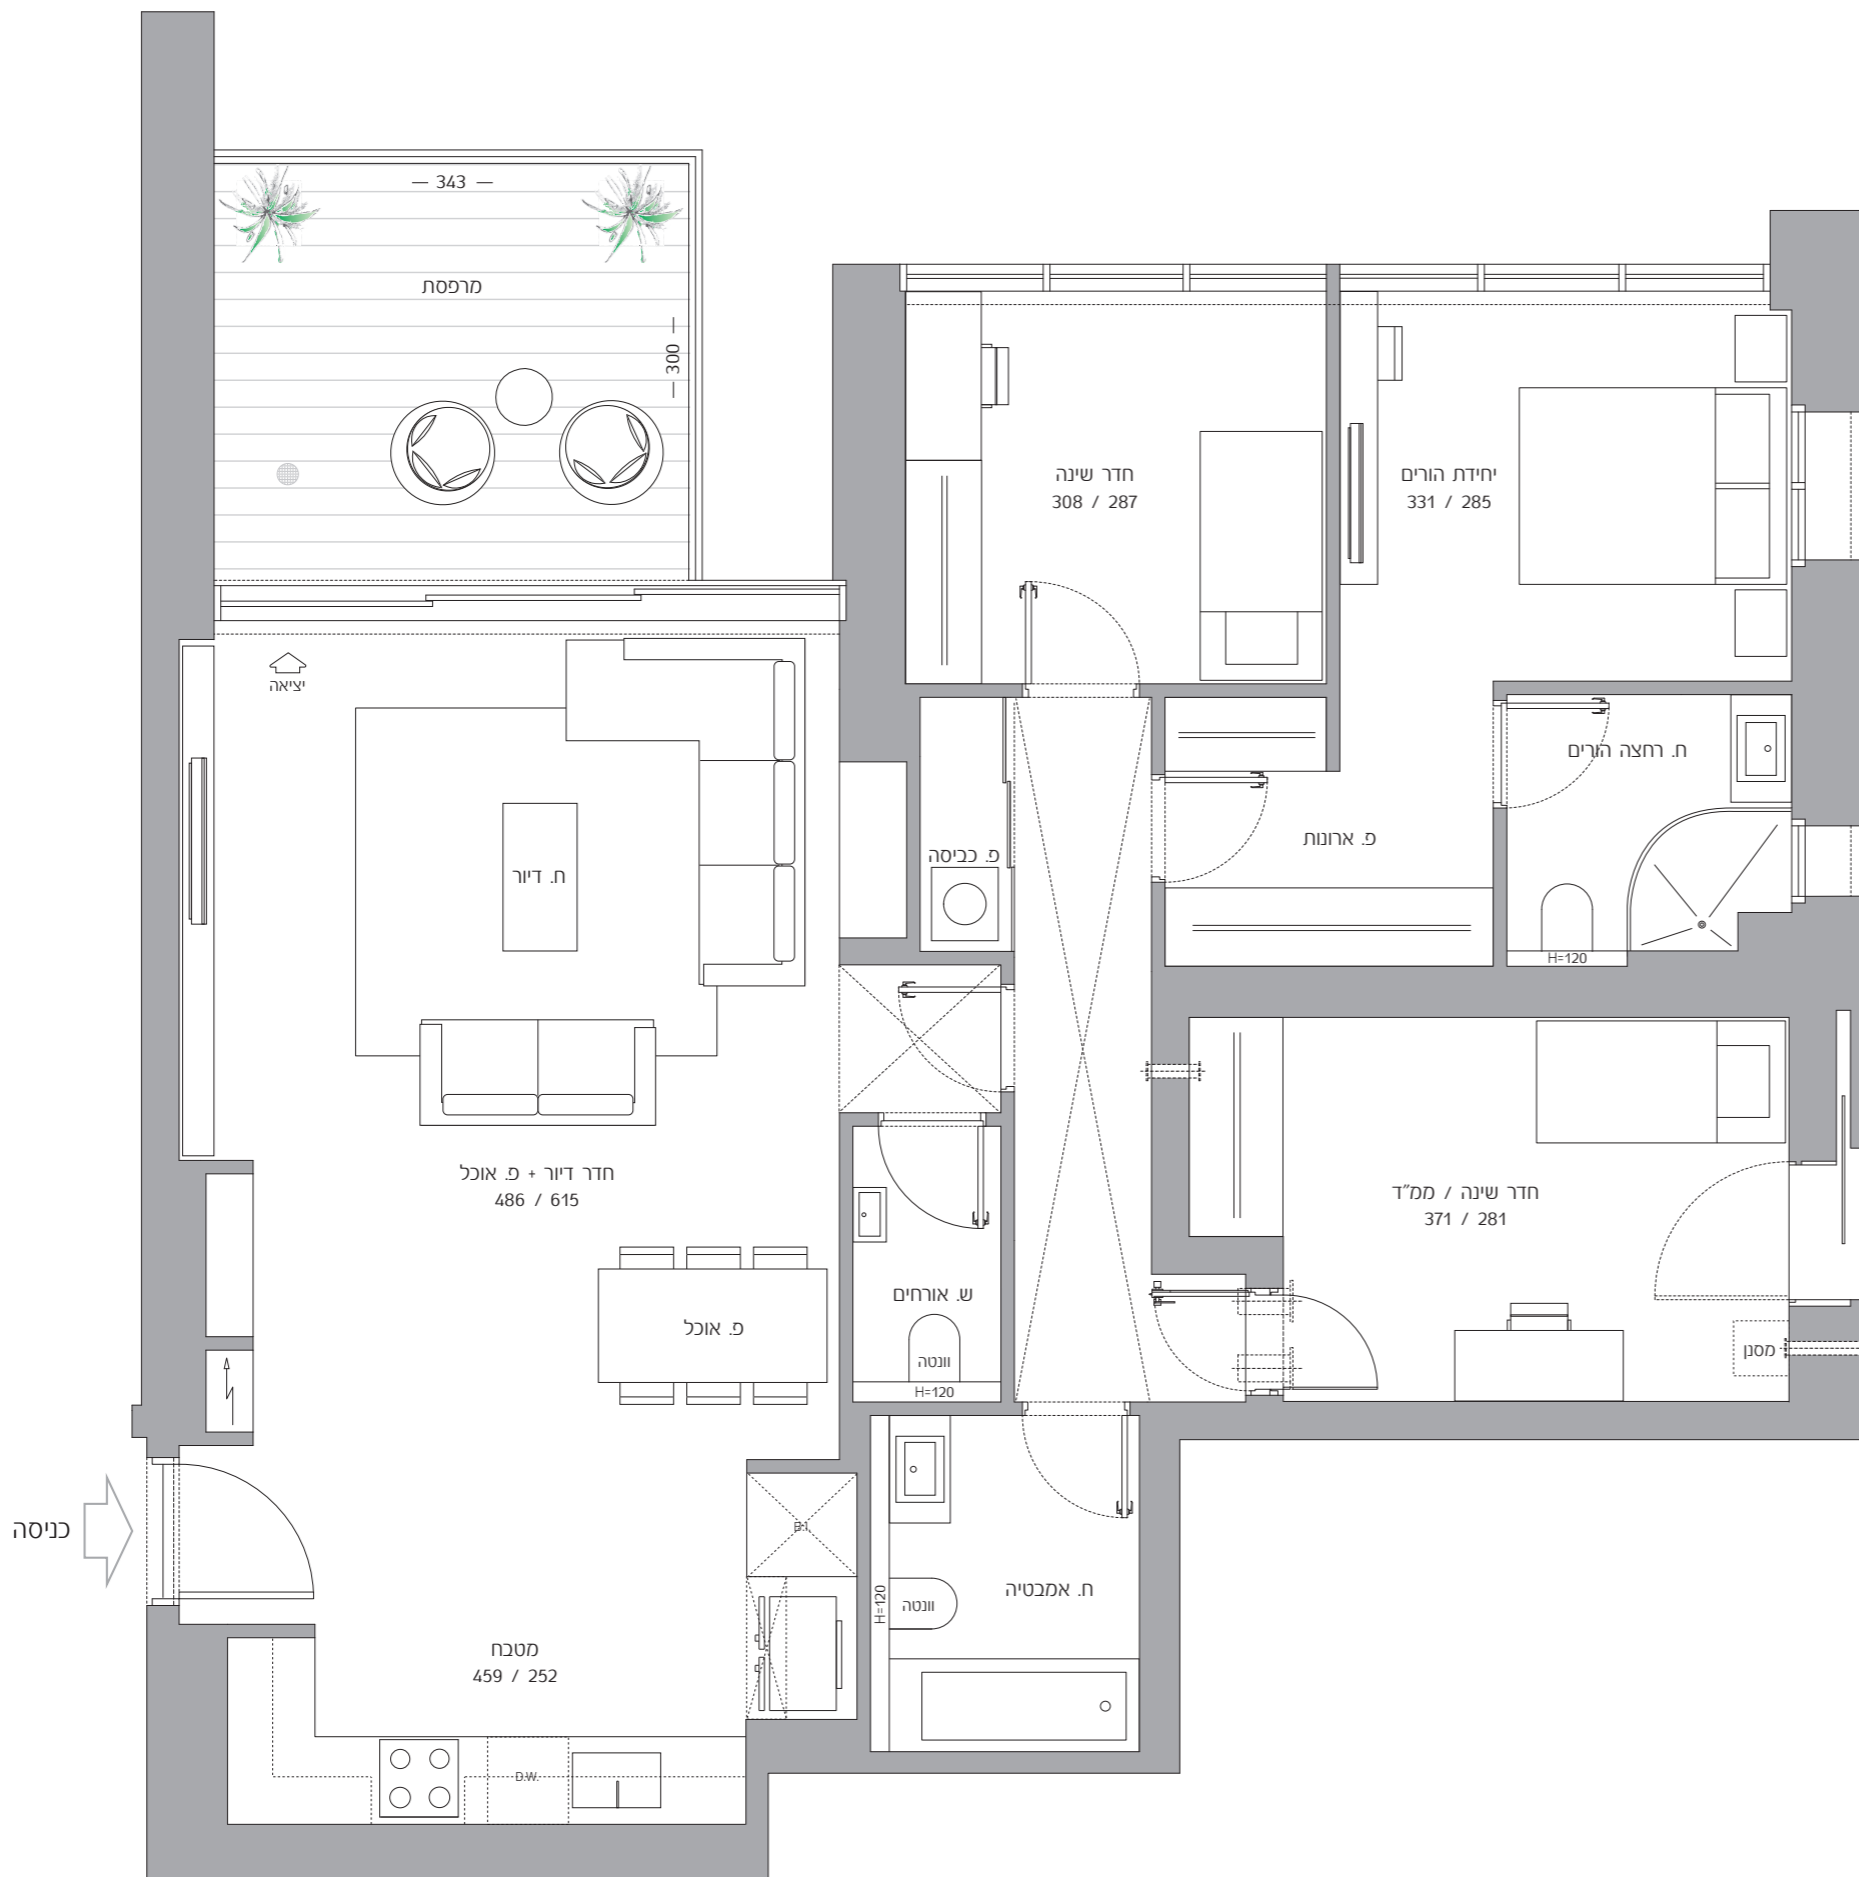 — 343 —
מרפסת
— 300 —
חדר שינה
308 / 287
יחידת הורים
331 / 285
יציאה
ח. רחצה הורים
פ. ארונות
פ. כביסה
ח. דיור
H=120
חדר דיור + פ. אוכל
486 / 615
חדר שינה / ממ״ד
371 / 281
ש. אורחים
פ. אוכל
מסנן
וונטה
H=120
כניסה
ח. אמבטיה
וונטה
H=120
מטבח
459 / 252
D.W.